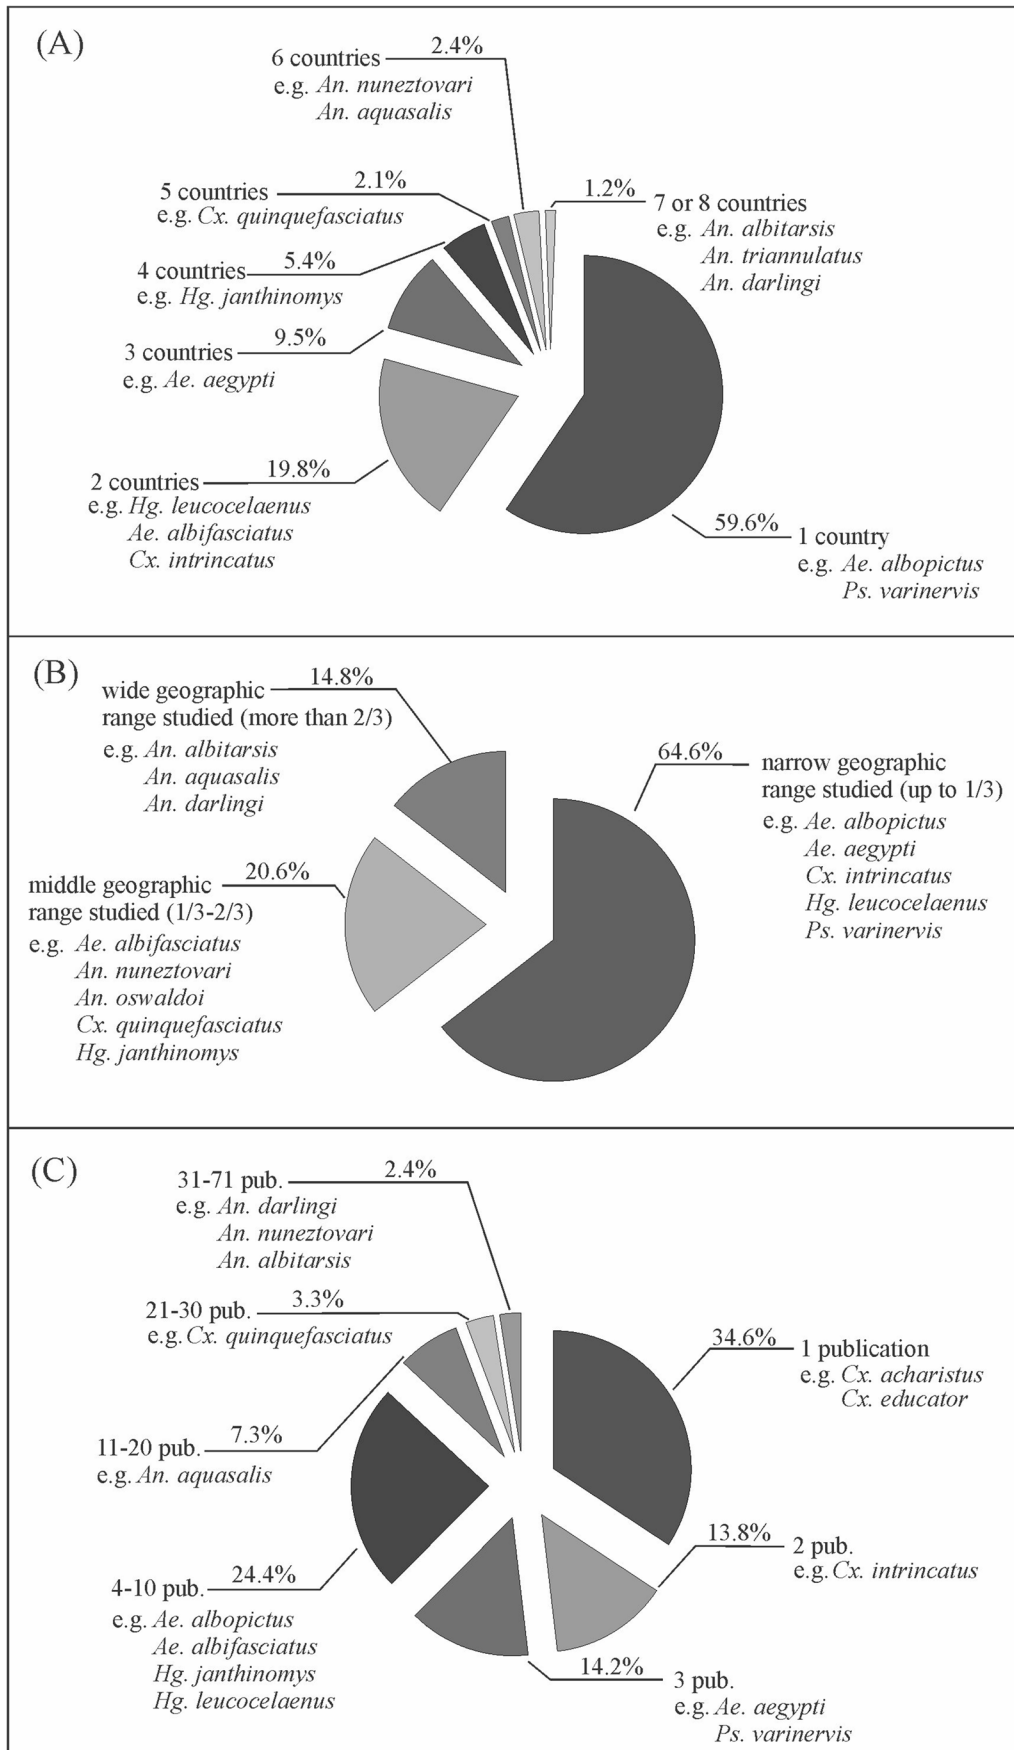 (A)
6 countries 2.4%
e.g. An. nuneztovari
An. aquasalis
5 countries 2.1%
e.g. Cx. quinquefasciatus
1.2% 7 or 8 countries
e.g. An. albitarsis
An. triannulatus
An. darlingi
4 countries 5.4%
e.g. Hg. janthinomys
3 countries 9.5%
e.g. Ae. aegypti
2 countries 19.8%
e.g. Hg. leucocelaenus
Ae. albifasciatus
Cx. intrincatus
59.6% 1 country
e.g. Ae. albopictus
Ps. varinervis
(B)
wide geographic 14.8%
range studied (more than 2/3)
e.g. An. albitarsis
An. aquasalis
An. darlingi
64.6% narrow geographic
range studied (up to 1/3)
e.g. Ae. albopictus
Ae. aegypti
Cx. intrincatus
Hg. leucocelaenus
Ps. varinervis
middle geographic 20.6%
range studied (1/3-2/3)
e.g. Ae. albifasciatus
An. nuneztovari
An. oswaldoi
Cx. quinquefasciatus
Hg. janthinomys
(C)
31-71 pub. 2.4%
e.g. An. darlingi
An. nuneztovari
An. albitarsis
21-30 pub. 3.3%
e.g. Cx. quinquefasciatus
34.6% 1 publication
e.g. Cx. acharistus
Cx. educator
11-20 pub. 7.3%
e.g. An. aquasalis
13.8% 2 pub.
e.g. Cx. intrincatus
4-10 pub. 24.4%
e.g. Ae. albopictus
Ae. albifasciatus
Hg. janthinomys
Hg. leucocelaenus
14.2% 3 pub.
e.g. Ae. aegypti
Ps. varinervis